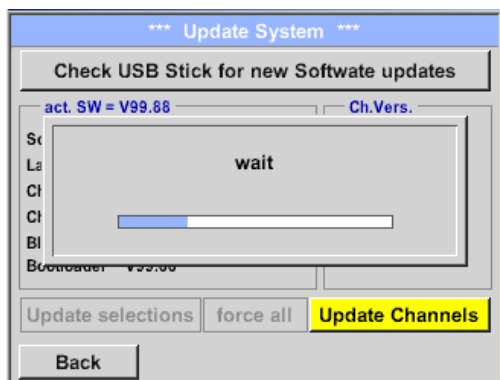 *** Update System ***
Check USB Stick for new Softwate updates
act. SW = V99.88
Ch.Vers.
wait
Update selections
force all
Update Channels
Back